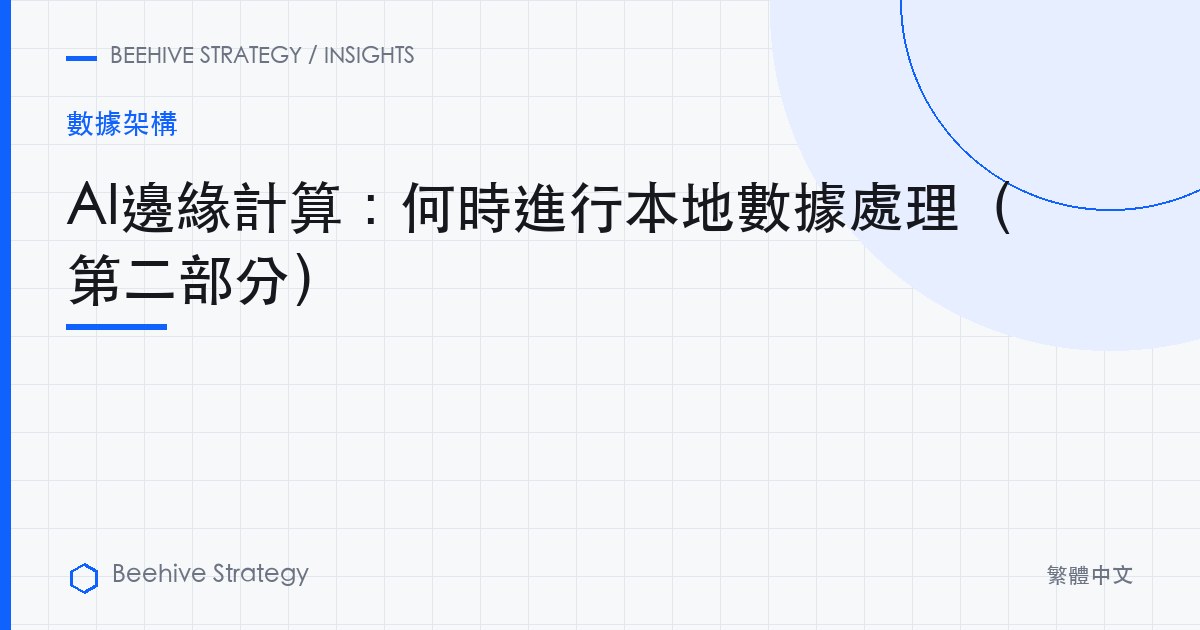 BEEHIVE STRATEGY / INSIGHTS
數據架構
AI邊緣計算：何時進行本地數據處理（
第二部分）
Beehive Strategy
繁體中文